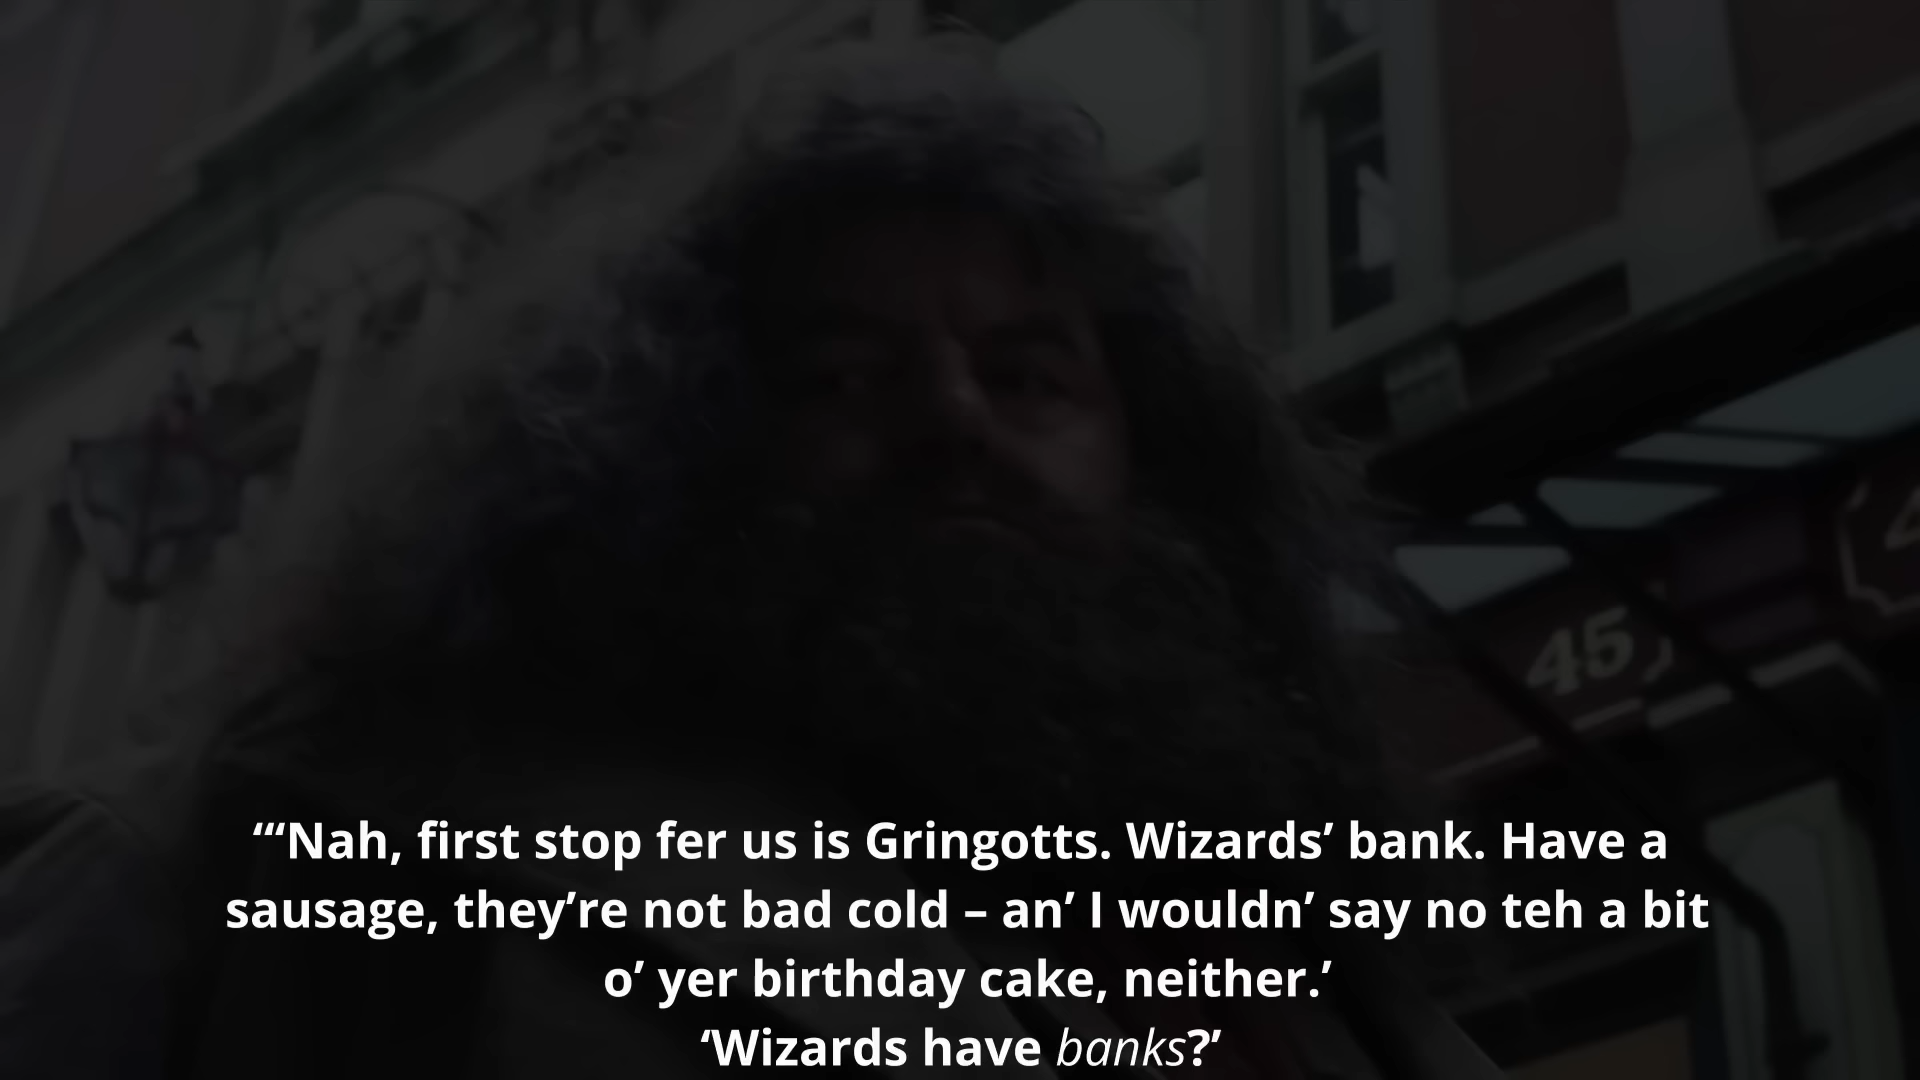 45
“‘Nah, first stop fer us is Gringotts. Wizards’ bank. Have a
sausage, they’re not bad cold – an’ I wouldn’ say no teh a bit
o’ yer birthday cake, neither.’
‘Wizards have banks?’